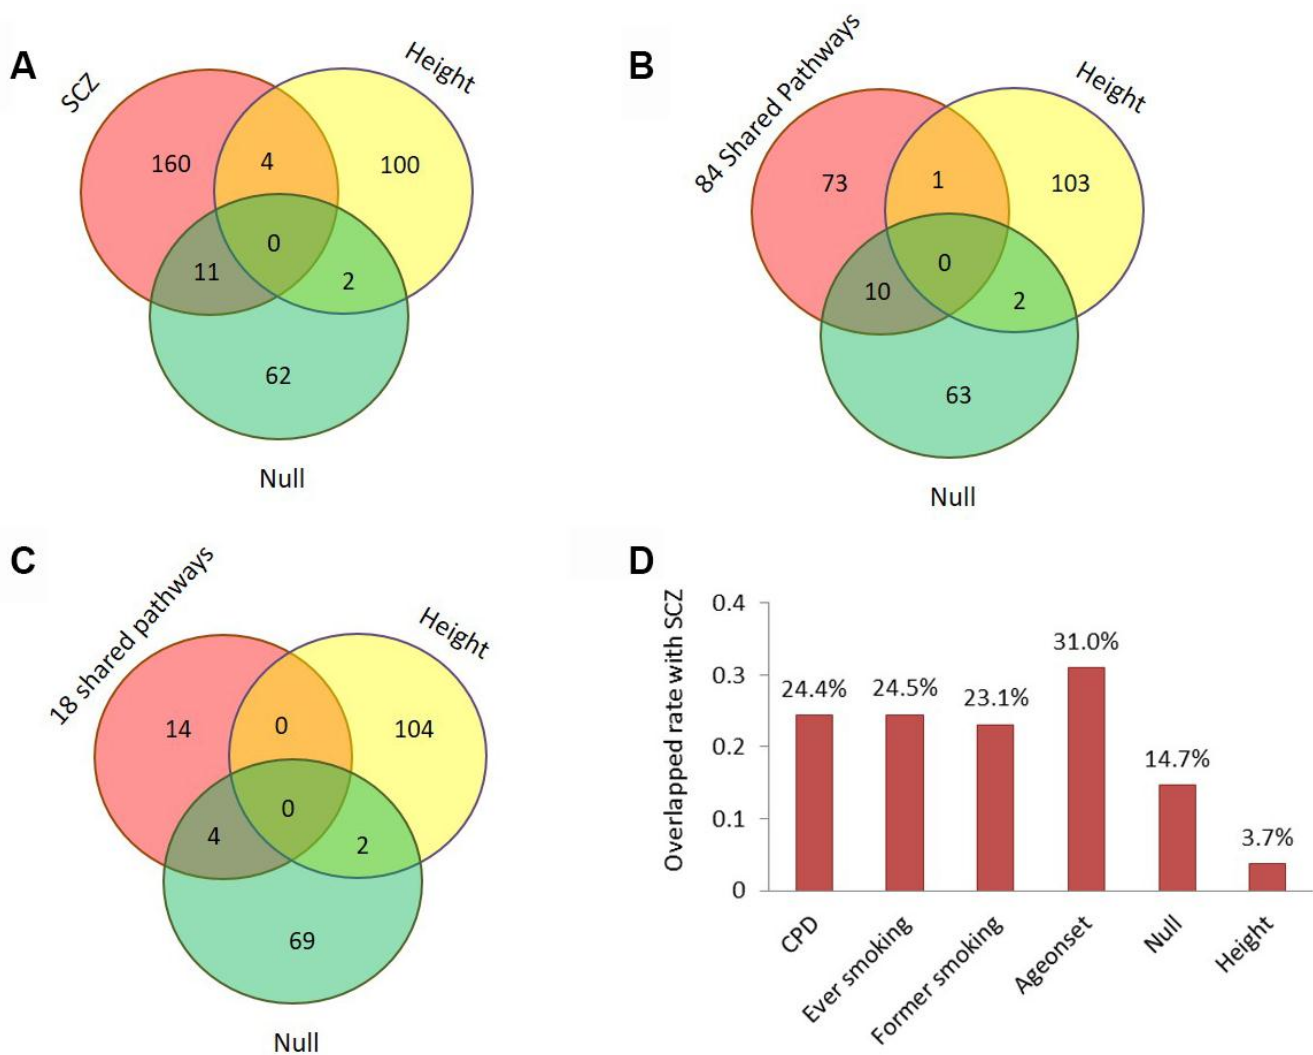 A
SCZ
Height
160
4
100
0
11
2
62
Null
B
84 Shared Pathways
Height
73
1
103
0
10
2
63
Null
C
18 shared pathways
Height
14
0
104
0
4
2
69
Null
D
Overlapped rate with SCZ
0.4
0.3
0.2
0.1
0
24.4%
24.5%
23.1%
31.0%
14.7%
3.7%
CPD
Ever smoking
Former smoking
Ageonset
Null
Height